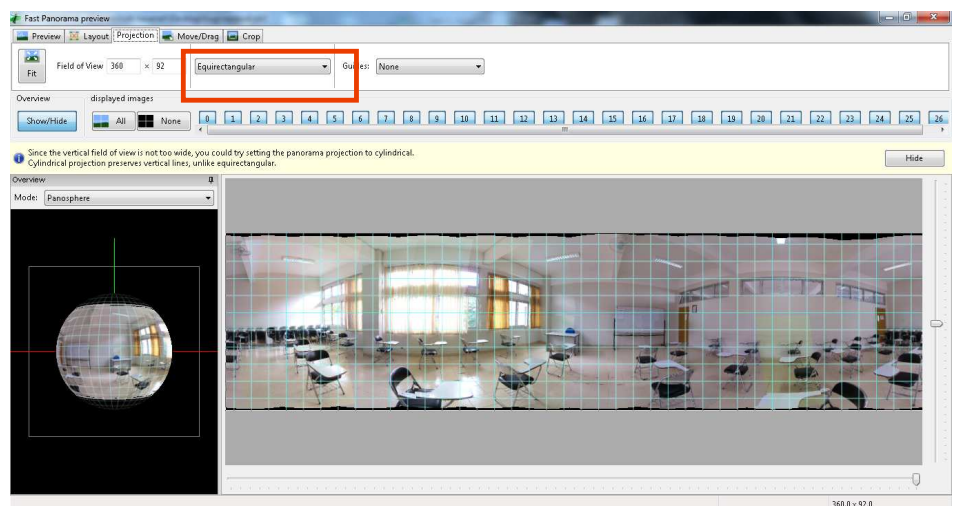 Fast Panorama preview
Preview Layout Projection Move/Drag Crop
Fit Field of View 360 × 92 Equirectangular Guides: None
Overview displayed images
Show/Hide All None 0 1 2 3 4 5 6 7 8 9 10 11 12 13 14 15 16 17 18 19 20 21 22 23 24 25 26
Since the vertical field of view is not too wide, you could try setting the panorama projection to cylindrical.
Cylindrical projection preserves vertical lines, unlike equirectangular.
Hide
Overview
Mode: Panosphere
360.0 x 92.0